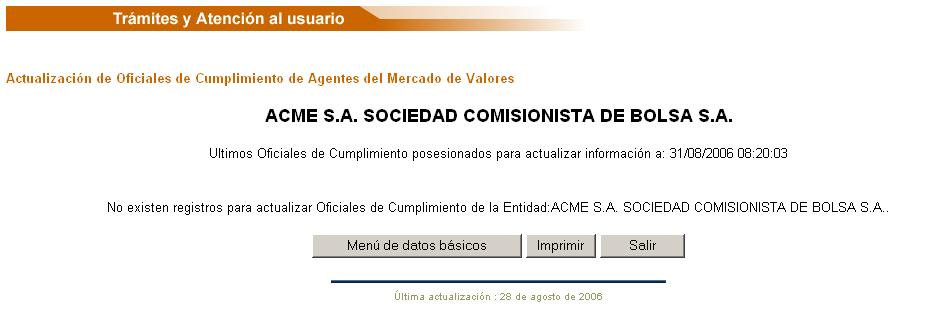 Trámites y Atención al usuario
Actualización de Oficiales de Cumplimiento de Agentes del Mercado de Valores
ACME S.A. SOCIEDAD COMISIONISTA DE BOLSA S.A.
Ultimos Oficiales de Cumplimiento posesionados para actualizar información a: 31/08/2006 08:20:03
No existen registros para actualizar Oficiales de Cumplimiento de la Entidad:ACME S.A. SOCIEDAD COMISIONISTA DE BOLSA S.A..
Menú de datos básicos Imprimir Salir
Última actualización : 28 de agosto de 2006